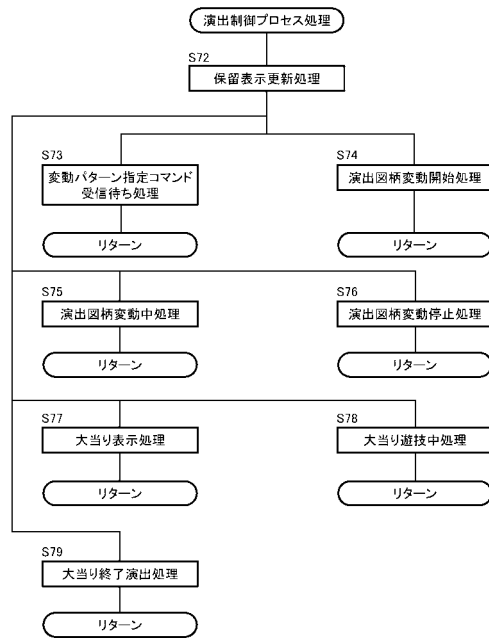 演出制御プロセス処理
S72
保留表示更新処理
S73
変動パターン指定コマンド
受信待ち処理
リターン
S74
演出図柄変動開始処理
リターン
S75
演出図柄変動中処理
リターン
S76
演出図柄変動停止処理
リターン
S77
大当り表示処理
リターン
S78
大当り遊技中処理
リターン
S79
大当り終了演出処理
リターン